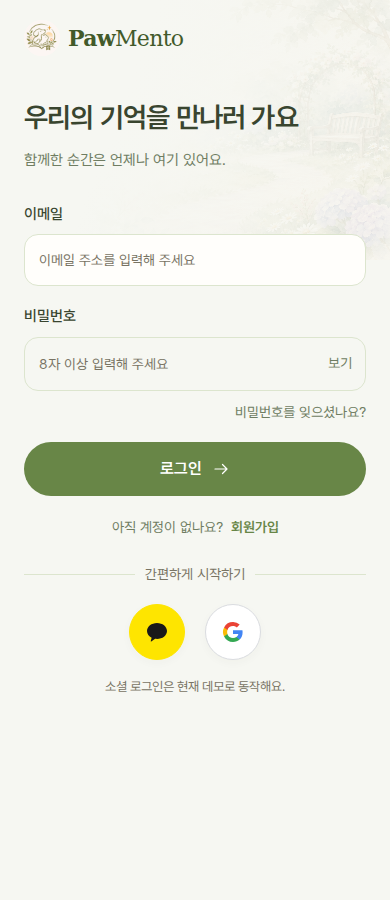 PawMento
우리의 기억을 만나러 가요
함께한 순간은 언제나 여기 있어요.
이메일
이메일 주소를 입력해 주세요
비밀번호
8자 이상 입력해 주세요 보기
비밀번호를 잊으셨나요?
로그인 →
아직 계정이 없나요? 회원가입
간편하게 시작하기
G
소셜 로그인은 현재 데모로 동작해요.